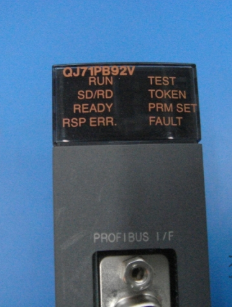 QJ71PB92V
RUN TEST
SD/RD TOKEN
READY PRM SET
RSP ERR. FAULT
PROFIBUS I/F